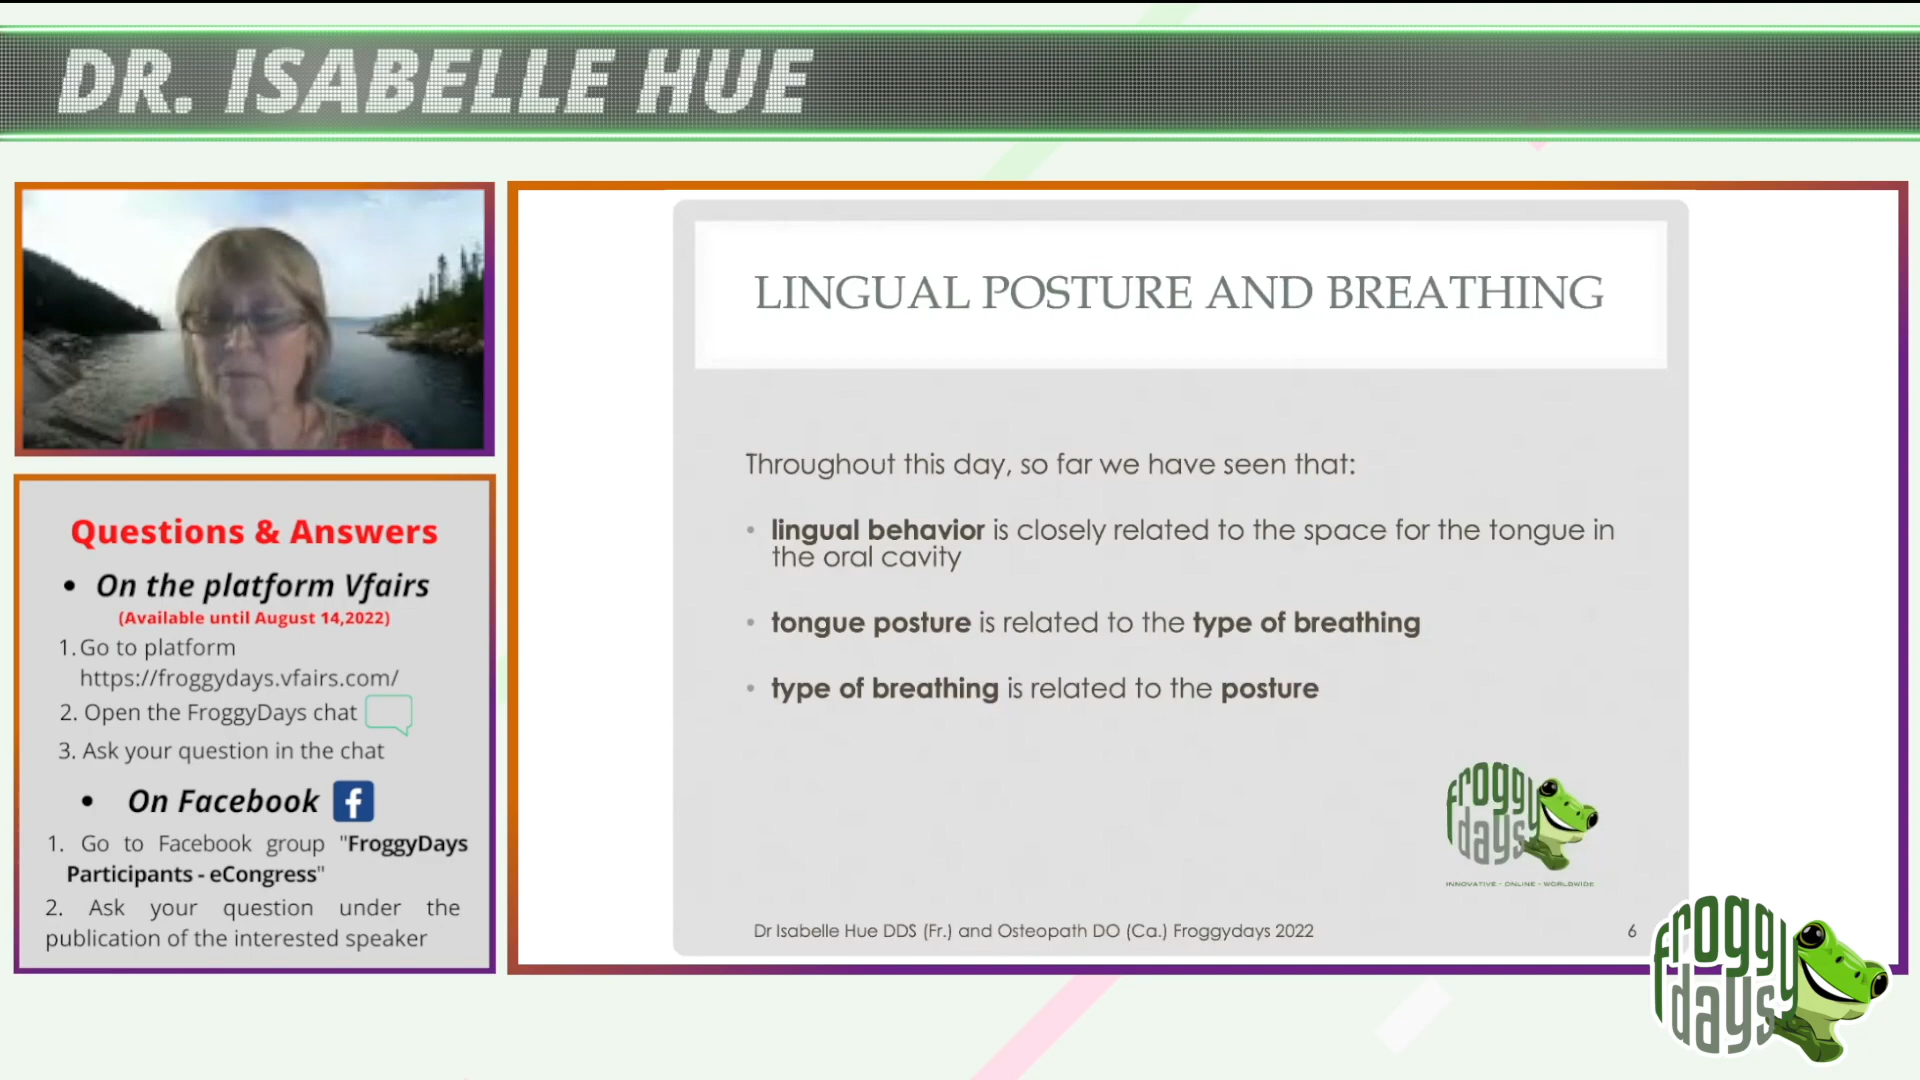 DR. ISABELLE HUE
LINGUAL POSTURE AND BREATHING
Throughout this day, so far we have seen that:
• lingual behavior is closely related to the space for the tongue in
the oral cavity
• tongue posture is related to the type of breathing
• type of breathing is related to the posture
froggy
days
INNOVATIVE - ONLINE - WORLDWIDE
Dr Isabelle Hue DDS (Fr.) and Osteopath DO (Ca.) Froggydays 2022
6
Questions & Answers
• On the platform Vfairs
(Available until August 14,2022)
1. Go to platform
https://froggydays.vfairs.com/
2. Open the FroggyDays chat
3. Ask your question in the chat
• On Facebook f
1. Go to Facebook group "FroggyDays
Participants - eCongress"
2. Ask your question under the
publication of the interested speaker
froggy
days